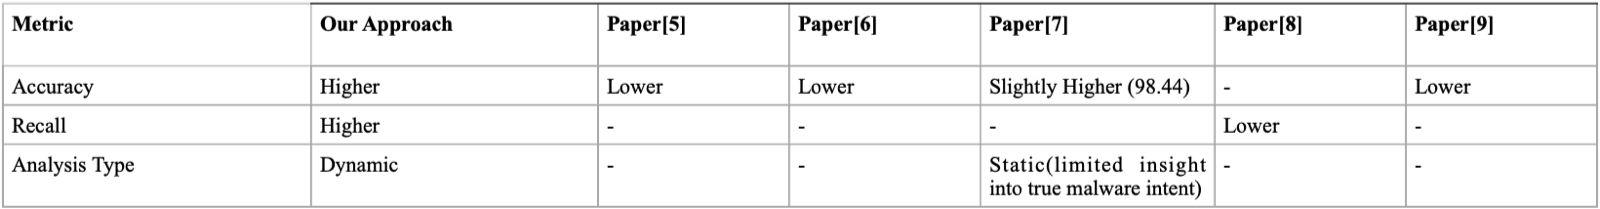 Metric Our Approach Paper[5] Paper[6] Paper[7] Paper[8] Paper[9]
Accuracy Higher Lower Lower Slightly Higher (98.44) - Lower
Recall Higher - - - Lower -
Analysis Type Dynamic - - Static(limited insight - -
into true malware intent)